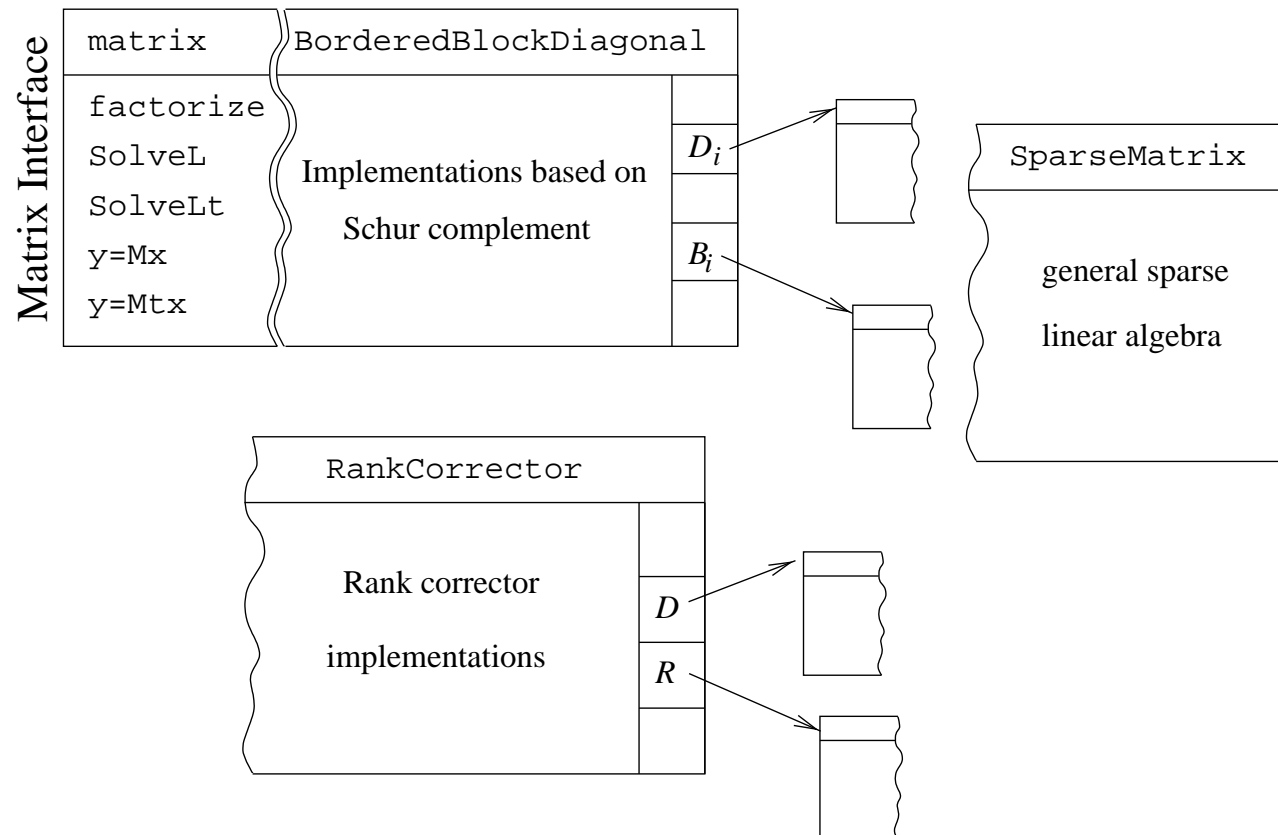 Matrix Interface
matrix
BorderedBlockDiagonal
factorize
SolveL
SolveLt
y=Mx
y=Mtx
Implementations based on
Schur complement
D_i
B_i
SparseMatrix
general sparse
linear algebra
RankCorrector
Rank corrector
implementations
D
R